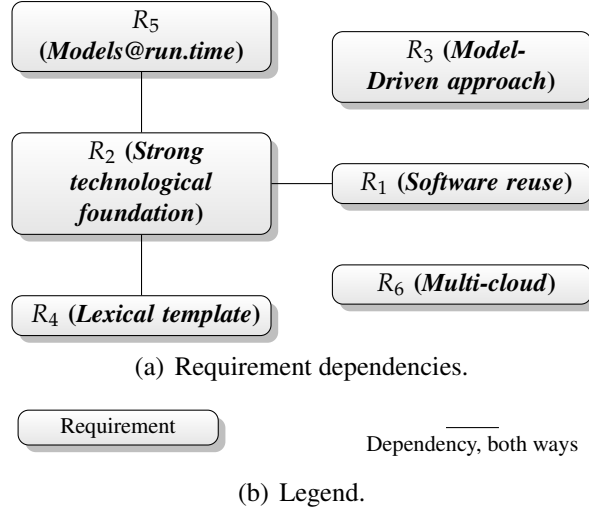 R5
(Models@run.time)
R3 (Model-
Driven approach)
R2 (Strong
technological
foundation)
R1 (Software reuse)
R6 (Multi-cloud)
R4 (Lexical template)
(a) Requirement dependencies.
Requirement
Dependency, both ways
(b) Legend.